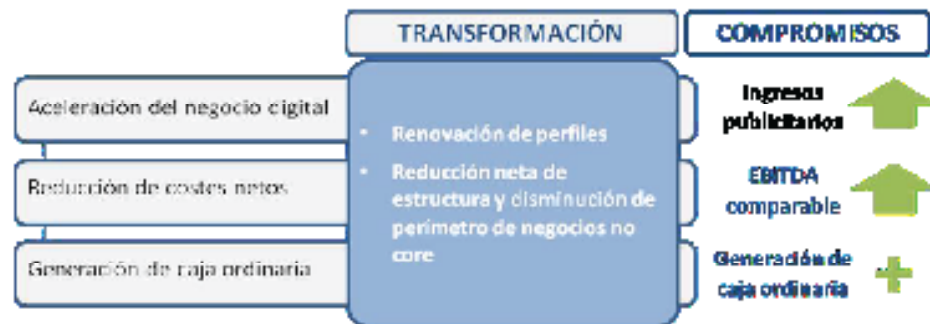 TRANSFORMACIÓN
COMPROMISOS
Aceleración del negocio digital
Reducción de costes netos
Generación de caja ordinaria
• Renovación de perfiles
• Reducción neta de
estructura y disminución de
perímetro de negocios no
core
Ingresos
publicitarios
EBITDA
comparable
Generación de
caja ordinaria